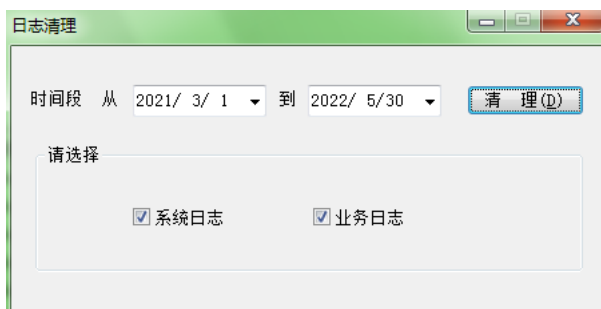 日志清理
时间段 从 2021/ 3/ 1 到 2022/ 5/30 清 理(D)
请选择
系统日志 业务日志